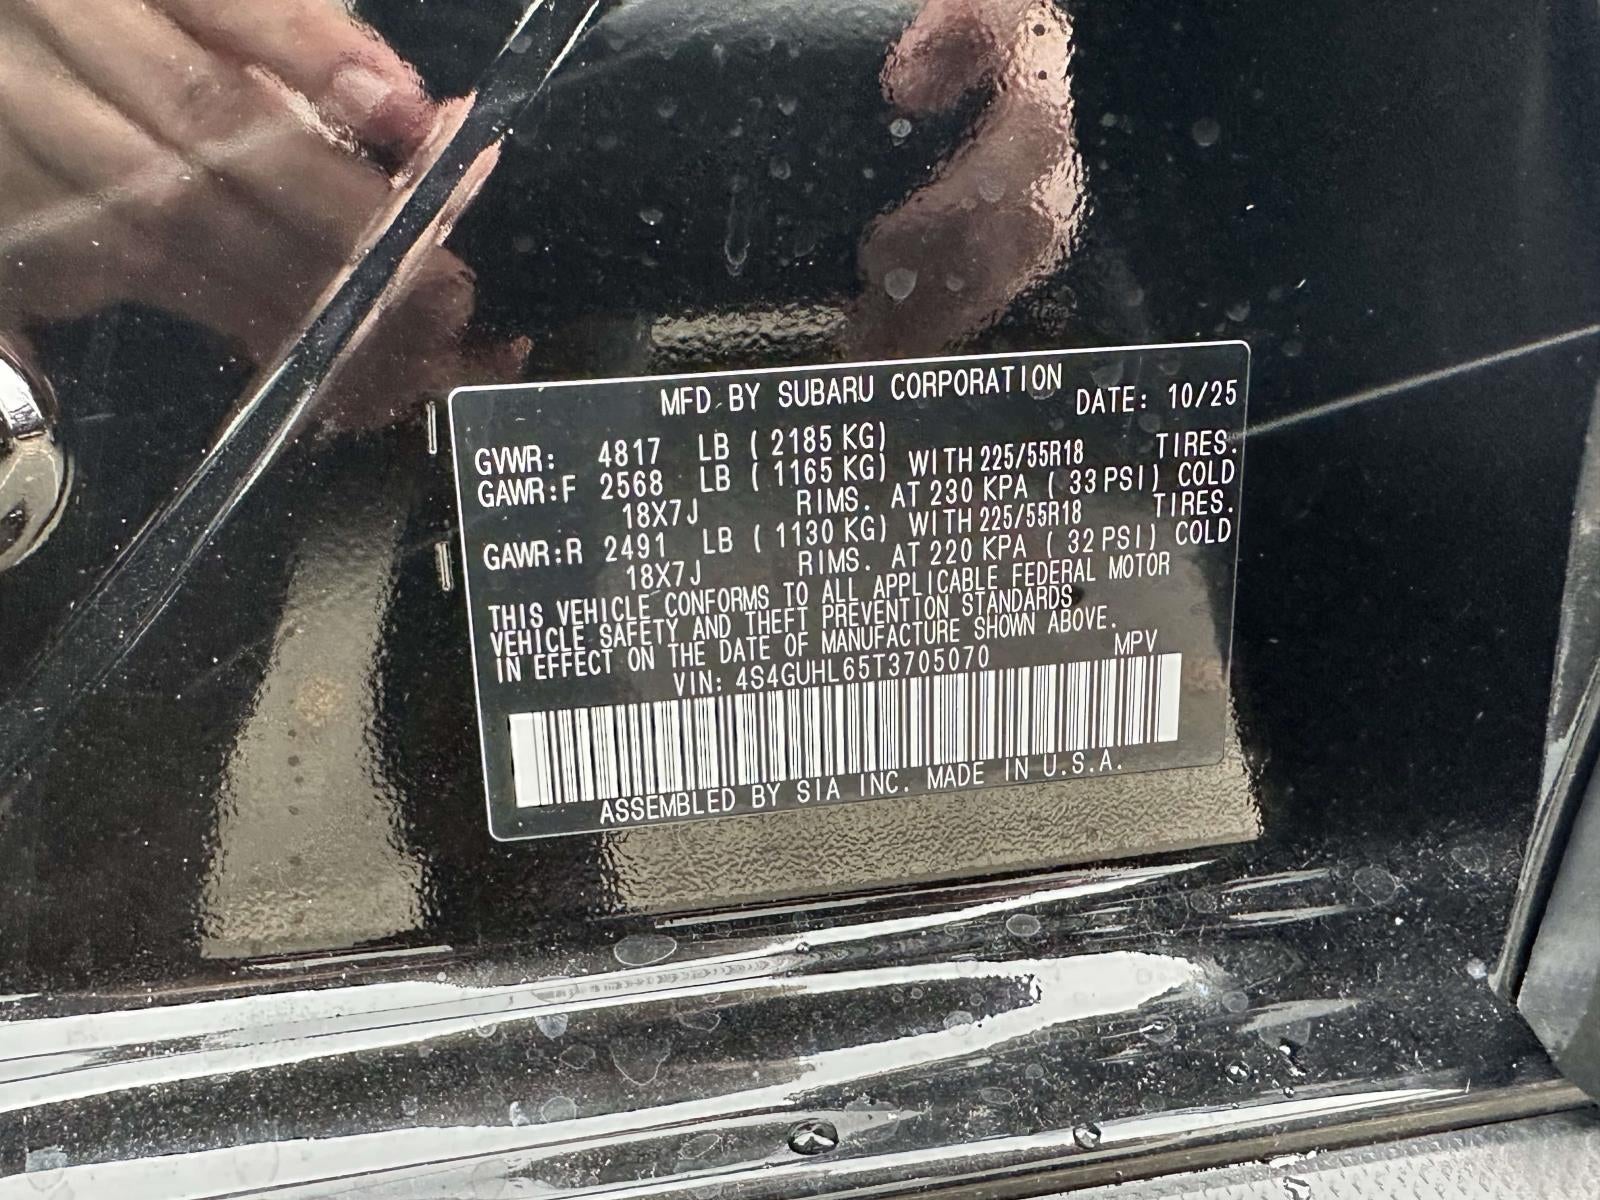 MFD BY SUBARU CORPORATION DATE: 10/25
GVWR: 4817 LB ( 2185 KG)
GAWR:F 2568 LB ( 1165 KG) WITH 225/55R18 TIRES.
18X7J RIMS. AT 230 KPA ( 33 PSI) COLD
GAWR:R 2491 LB ( 1130 KG) WITH 225/55R18 TIRES.
18X7J RIMS. AT 220 KPA ( 32 PSI) COLD
THIS VEHICLE CONFORMS TO ALL APPLICABLE FEDERAL MOTOR
VEHICLE SAFETY AND THEFT PREVENTION STANDARDS
IN EFFECT ON THE DATE OF MANUFACTURE SHOWN ABOVE.
VIN: 4S4GUHL65T3705070 MPV
ASSEMBLED BY SIA INC. MADE IN U.S.A.